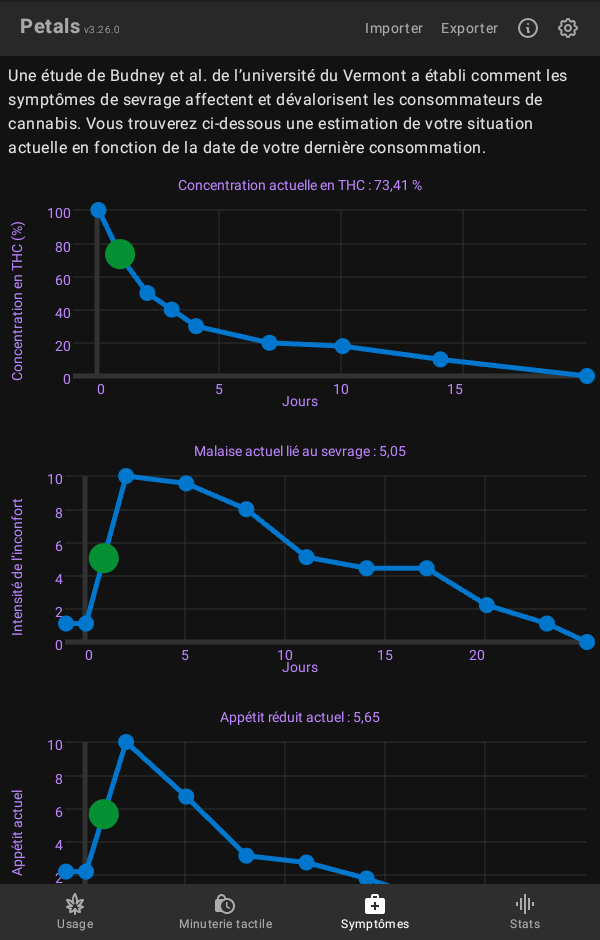 Petals v3.26.0
Importer Exporter
Une étude de Budney et al. de l’université du Vermont a établi comment les
symptômes de sevrage affectent et dévalorisent les consommateurs de
cannabis. Vous trouverez ci-dessous une estimation de votre situation
actuelle en fonction de la date de votre dernière consommation.
Concentration actuelle en THC : 73,41 %
Concentration en THC (%)
100
80
60
40
20
0
0 5 10 15
Jours
Malaise actuel lié au sevrage : 5,05
Intensité de l'inconfort
10
8
6
4
2
0
0 5 10 15 20
Jours
Appétit réduit actuel : 5,65
Appétit actuel
10
8
6
4
2
Usage Minuterie tactile Symptômes Stats